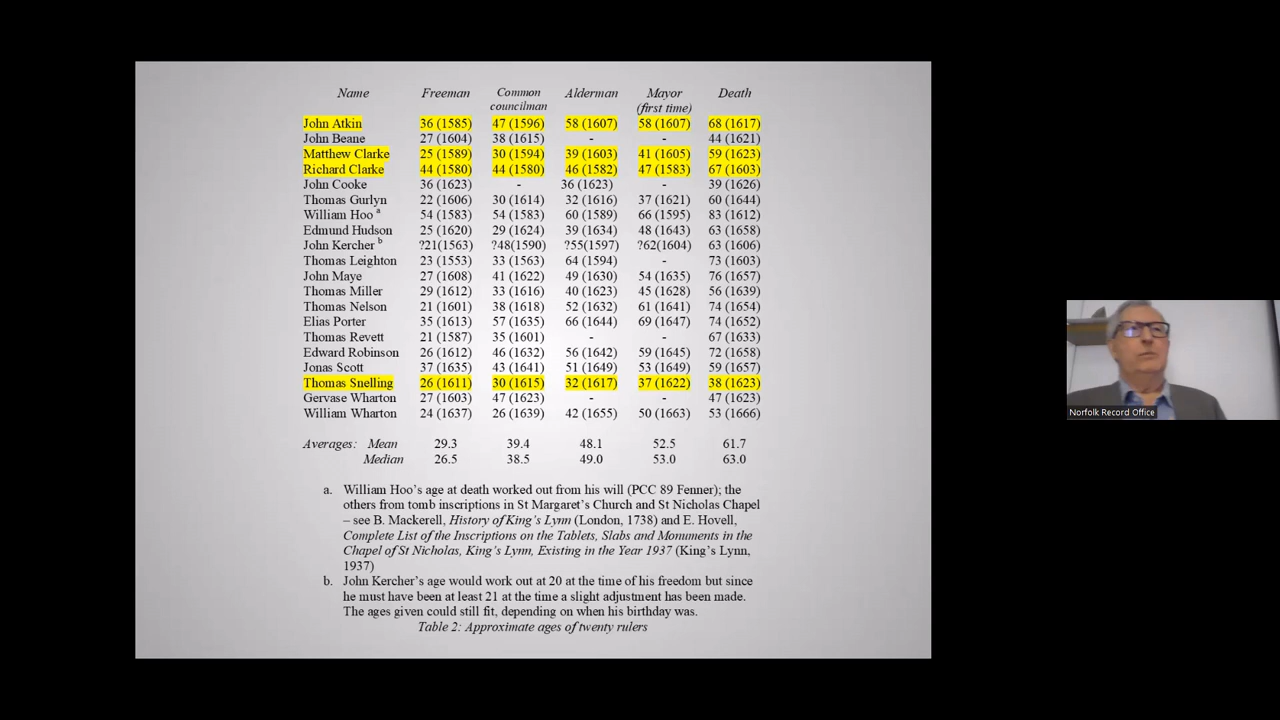 Name Freeman Common councilman Alderman Mayor (first time) Death
John Atkin 36 (1585) 47 (1596) 58 (1607) 58 (1607) 68 (1617)
John Beane 27 (1604) 38 (1615) - - 44 (1621)
Matthew Clarke 25 (1589) 30 (1594) 39 (1603) 41 (1605) 59 (1623)
Richard Clarke 44 (1580) 44 (1580) 46 (1582) 47 (1583) 67 (1603)
John Cooke 36 (1623) - 36 (1623) - 39 (1626)
Thomas Gurlyn 22 (1606) 30 (1614) 32 (1616) 37 (1621) 60 (1644)
William Hoo a 54 (1583) 54 (1583) 60 (1589) 66 (1595) 83 (1612)
Edmund Hudson 25 (1620) 29 (1624) 39 (1634) 48 (1643) 63 (1658)
John Kercher b ?21(1563) ?48(1590) ?55(1597) ?62(1604) 63 (1606)
Thomas Leighton 23 (1553) 33 (1563) 64 (1594) - 73 (1603)
John Maye 27 (1608) 41 (1622) 49 (1630) 54 (1635) 76 (1657)
Thomas Miller 29 (1612) 33 (1616) 40 (1623) 45 (1628) 56 (1639)
Thomas Nelson 21 (1601) 38 (1618) 52 (1632) 61 (1641) 74 (1654)
Elias Porter 35 (1613) 57 (1635) 66 (1644) 69 (1647) 74 (1652)
Thomas Revett 21 (1587) 35 (1601) - - 67 (1633)
Edward Robinson 26 (1612) 46 (1632) 56 (1642) 59 (1645) 72 (1658)
Jonas Scott 37 (1635) 43 (1641) 51 (1649) 53 (1649) 59 (1657)
Thomas Snelling 26 (1611) 30 (1615) 32 (1617) 37 (1622) 38 (1623)
Gervase Wharton 27 (1603) 47 (1623) - - 47 (1623)
William Wharton 24 (1637) 26 (1639) 42 (1655) 50 (1663) 53 (1666)
Averages: Mean 29.3 39.4 48.1 52.5 61.7
Median 26.5 38.5 49.0 53.0 63.0
a. William Hoo's age at death worked out from his will (PCC 89 Fenner); the
others from tomb inscriptions in St Margaret's Church and St Nicholas Chapel
– see B. Mackerell, History of King's Lynn (London, 1738) and E. Hovell,
Complete List of the Inscriptions on the Tablets, Slabs and Monuments in the
Chapel of St Nicholas, King's Lynn, Existing in the Year 1937 (King's Lynn,
1937)
b. John Kercher's age would work out at 20 at the time of his freedom but since
he must have been at least 21 at the time a slight adjustment has been made.
The ages given could still fit, depending on when his birthday was.
Table 2: Approximate ages of twenty rulers
Norfolk Record Office